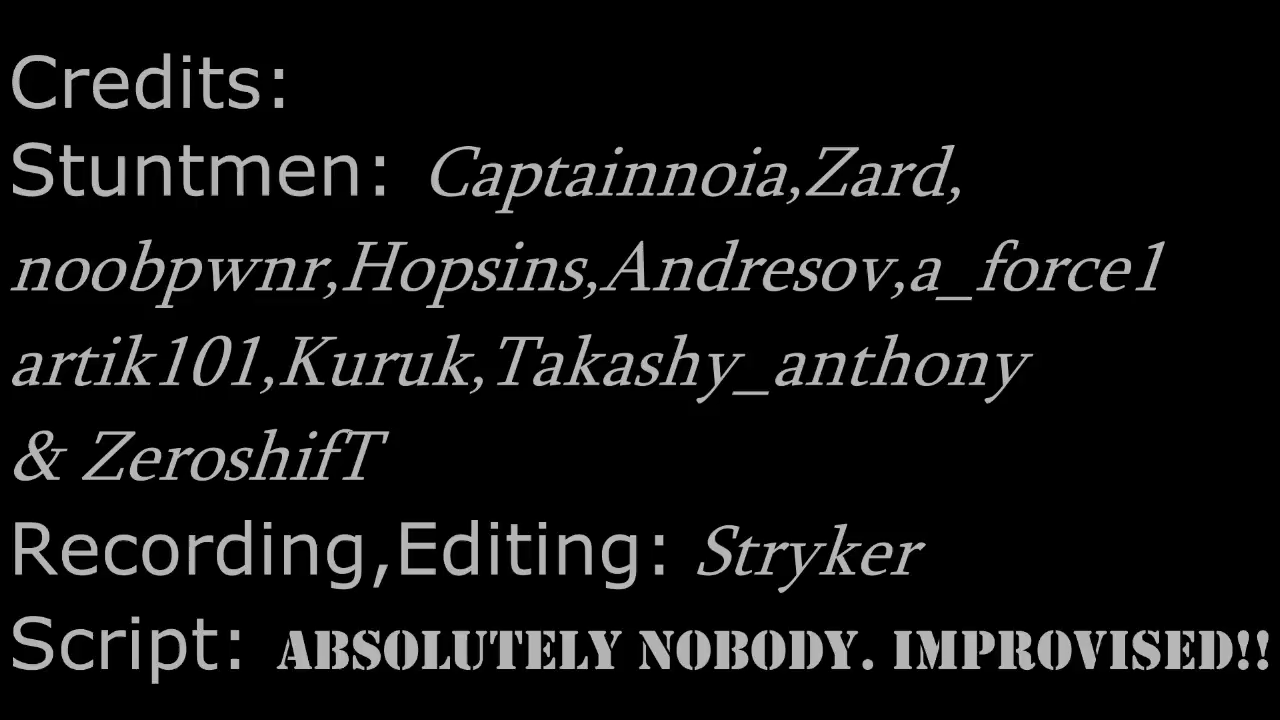 Credits:
Stuntmen: Captainnoia,Zard,
noobpwnr,Hopsins,Andresov,a_force1
artik101,Kuruk,Takashy_anthony
& ZeroshifT
Recording,Editing: Stryker
Script: ABSOLUTELY NOBODY. IMPROVISED!!